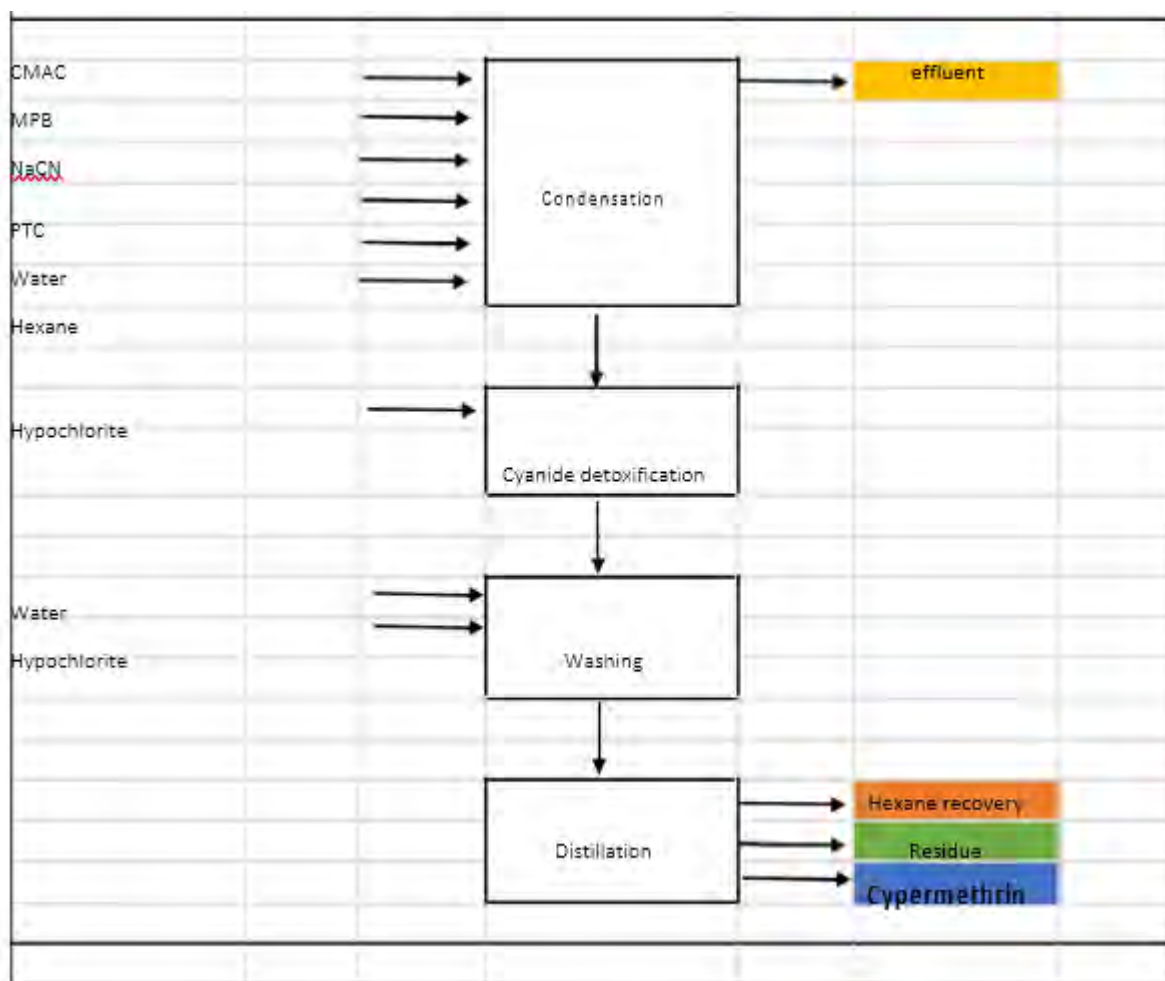 CMAC
effluent
MPB
NaCN
Condensation
PTC
Water
Hexane
Hypochlorite
Cyanide detoxification
Water
Hypochlorite
Washing
Hexane recovery
Distillation
Residue
Cypermethrin